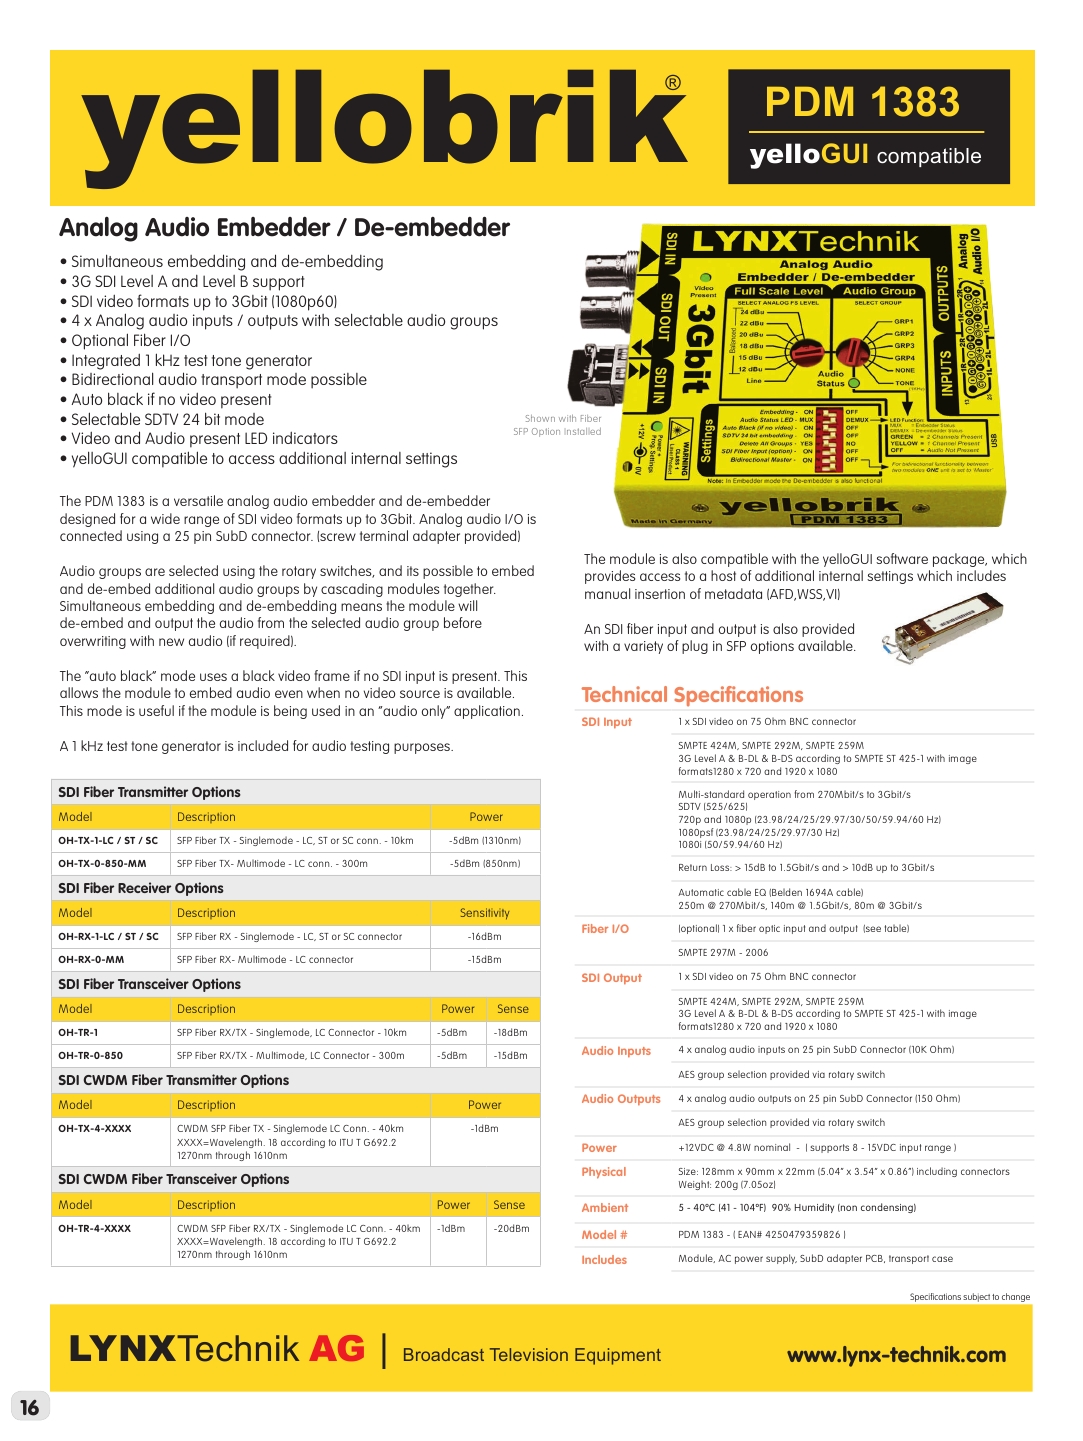 yellobrik®
PDM 1383
yelloGUI compatible
Analog Audio Embedder / De-embedder
• Simultaneous embedding and de-embedding
• 3G SDI Level A and Level B support
• SDI video formats up to 3Gbit (1080p60)
• 4 x Analog audio inputs / outputs with selectable audio groups
• Optional Fiber I/O
• Integrated 1 kHz test tone generator
• Bidirectional audio transport mode possible
• Auto black if no video present
• Selectable SDTV 24 bit mode
• Video and Audio present LED indicators
• yelloGUI compatible to access additional internal settings
Shown with Fiber
SFP Option Installed
LYNXTechnik
Analog Audio
Embedder / De-embedder
Full Scale Level
Audio Group
SELECT ANALOG FS LEVEL
SELECT GROUP
Video
Present
SDI IN
SDI OUT
SDI IN
3Gbit
Balanced
24 dBu
22 dBu
20 dBu
18 dBu
15 dBu
12 dBu
Line
GRP1
GRP2
GRP3
GRP4
NONE
TONE
Audio
Status
Analog
Audio I/O
OUTPUTS
INPUTS
USB
+12V
0V
WARNING
CLASS 1
Settings
Embedding - ON OFF
Audio Status LED - MUX DEMUX
Auto Black (if no video) - ON OFF
SDTV 24 bit embedding - ON OFF
Delete All Groups - YES NO
SDI Fiber Input (option) - ON OFF
Bidirectional Master - ON OFF
LED Function
MUX = Embedder Status
DEMUX = De-embedder Status
GREEN = 2 Channels Present
YELLOW = 1 Channel Present
OFF = Audio Not Present
For bidirectional functionality between
two modules ONE unit is set to 'Master'
Note: In Embedder mode the De-embedder is also functional
yellobrik
PDM 1383
Made in Germany
The PDM 1383 is a versatile analog audio embedder and de-embedder
designed for a wide range of SDI video formats up to 3Gbit. Analog audio I/O is
connected using a 25 pin SubD connector. (screw terminal adapter provided)
Audio groups are selected using the rotary switches, and its possible to embed
and de-embed additional audio groups by cascading modules together.
Simultaneous embedding and de-embedding means the module will
de-embed and output the audio from the selected audio group before
overwriting with new audio (if required).
The "auto black" mode uses a black video frame if no SDI input is present. This
allows the module to embed audio even when no video source is available.
This mode is useful if the module is being used in an "audio only" application.
A 1 kHz test tone generator is included for audio testing purposes.
The module is also compatible with the yelloGUI software package, which
provides access to a host of additional internal settings which includes
manual insertion of metadata (AFD,WSS,VI)
An SDI fiber input and output is also provided
with a variety of plug in SFP options available.
SDI Fiber Transmitter Options
Model Description Power
OH-TX-1-LC / ST / SC SFP Fiber TX - Singlemode - LC, ST or SC conn. - 10km -5dBm (1310nm)
OH-TX-0-850-MM SFP Fiber TX- Multimode - LC conn. - 300m -5dBm (850nm)
SDI Fiber Receiver Options
Model Description Sensitivity
OH-RX-1-LC / ST / SC SFP Fiber RX - Singlemode - LC, ST or SC connector -16dBm
OH-RX-0-MM SFP Fiber RX- Multimode - LC connector -15dBm
SDI Fiber Transceiver Options
Model Description Power Sense
OH-TR-1 SFP Fiber RX/TX - Singlemode, LC Connector - 10km -5dBm -18dBm
OH-TR-0-850 SFP Fiber RX/TX - Multimode, LC Connector - 300m -5dBm -15dBm
SDI CWDM Fiber Transmitter Options
Model Description Power
OH-TX-4-XXXX CWDM SFP Fiber TX - Singlemode LC Conn. - 40km -1dBm
XXXX=Wavelength. 18 according to ITU T G692.2
1270nm through 1610nm
SDI CWDM Fiber Transceiver Options
Model Description Power Sense
OH-TR-4-XXXX CWDM SFP Fiber RX/TX - Singlemode LC Conn. - 40km -1dBm -20dBm
XXXX=Wavelength. 18 according to ITU T G692.2
1270nm through 1610nm
Technical Specifications
SDI Input 1 x SDI video on 75 Ohm BNC connector
SMPTE 424M, SMPTE 292M, SMPTE 259M
3G Level A & B-DL & B-DS according to SMPTE ST 425-1 with image
formats1280 x 720 and 1920 x 1080
Multi-standard operation from 270Mbit/s to 3Gbit/s
SDTV (525/625)
720p and 1080p (23.98/24/25/29.97/30/50/59.94/60 Hz)
1080psf (23.98/24/25/29.97/30 Hz)
1080i (50/59.94/60 Hz)
Return Loss: > 15dB to 1.5Gbit/s and > 10dB up to 3Gbit/s
Automatic cable EQ (Belden 1694A cable)
250m @ 270Mbit/s, 140m @ 1.5Gbit/s, 80m @ 3Gbit/s
Fiber I/O (optional) 1 x fiber optic input and output (see table)
SMPTE 297M - 2006
SDI Output 1 x SDI video on 75 Ohm BNC connector
SMPTE 424M, SMPTE 292M, SMPTE 259M
3G Level A & B-DL & B-DS according to SMPTE ST 425-1 with image
formats1280 x 720 and 1920 x 1080
Audio Inputs 4 x analog audio inputs on 25 pin SubD Connector (10K Ohm)
AES group selection provided via rotary switch
Audio Outputs 4 x analog audio outputs on 25 pin SubD Connector (150 Ohm)
AES group selection provided via rotary switch
Power +12VDC @ 4.8W nominal - ( supports 8 - 15VDC input range )
Physical Size: 128mm x 90mm x 22mm (5.04" x 3.54" x 0.86") including connectors
Weight: 200g (7.05oz)
Ambient 5 - 40°C (41 - 104°F) 90% Humidity (non condensing)
Model # PDM 1383 - ( EAN# 4250479359826 )
Includes Module, AC power supply, SubD adapter PCB, transport case
Specifications subject to change
LYNXTechnik AG | Broadcast Television Equipment
www.lynx-technik.com
16